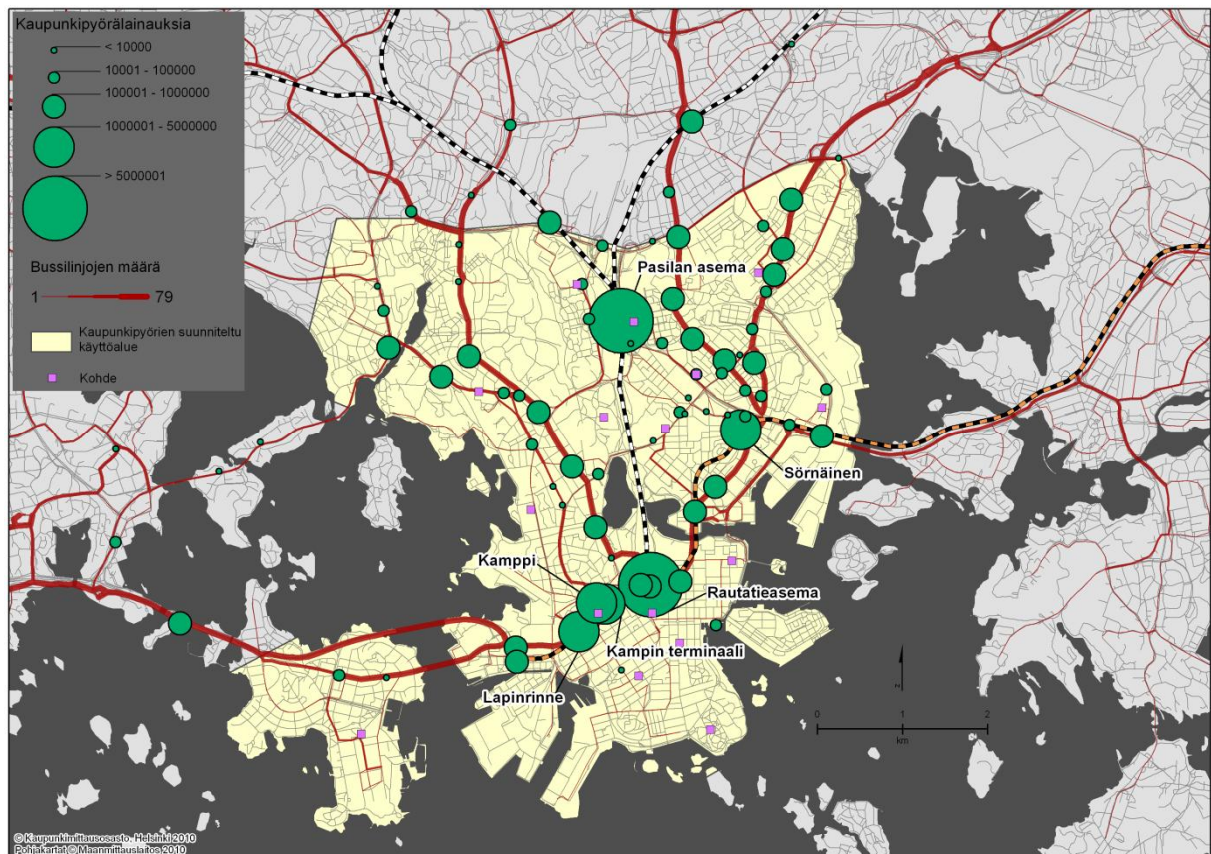 Kaupunkipyörälainauksia
< 10000
10001 - 100000
100001 - 1000000
1000001 - 5000000
> 5000001
Bussilinjojen määrä
1 79
Kaupunkipyörien suunniteltu
käyttöalue
Kohde
Pasilan asema
Sörnäinen
Kamppi
Rautatieasema
Kampin terminaali
Lapinrinne
N
0 1 2
km
© Kaupunkimittausosasto, Helsinki 2010
Pohjakartat © Maanmittauslaitos 2010